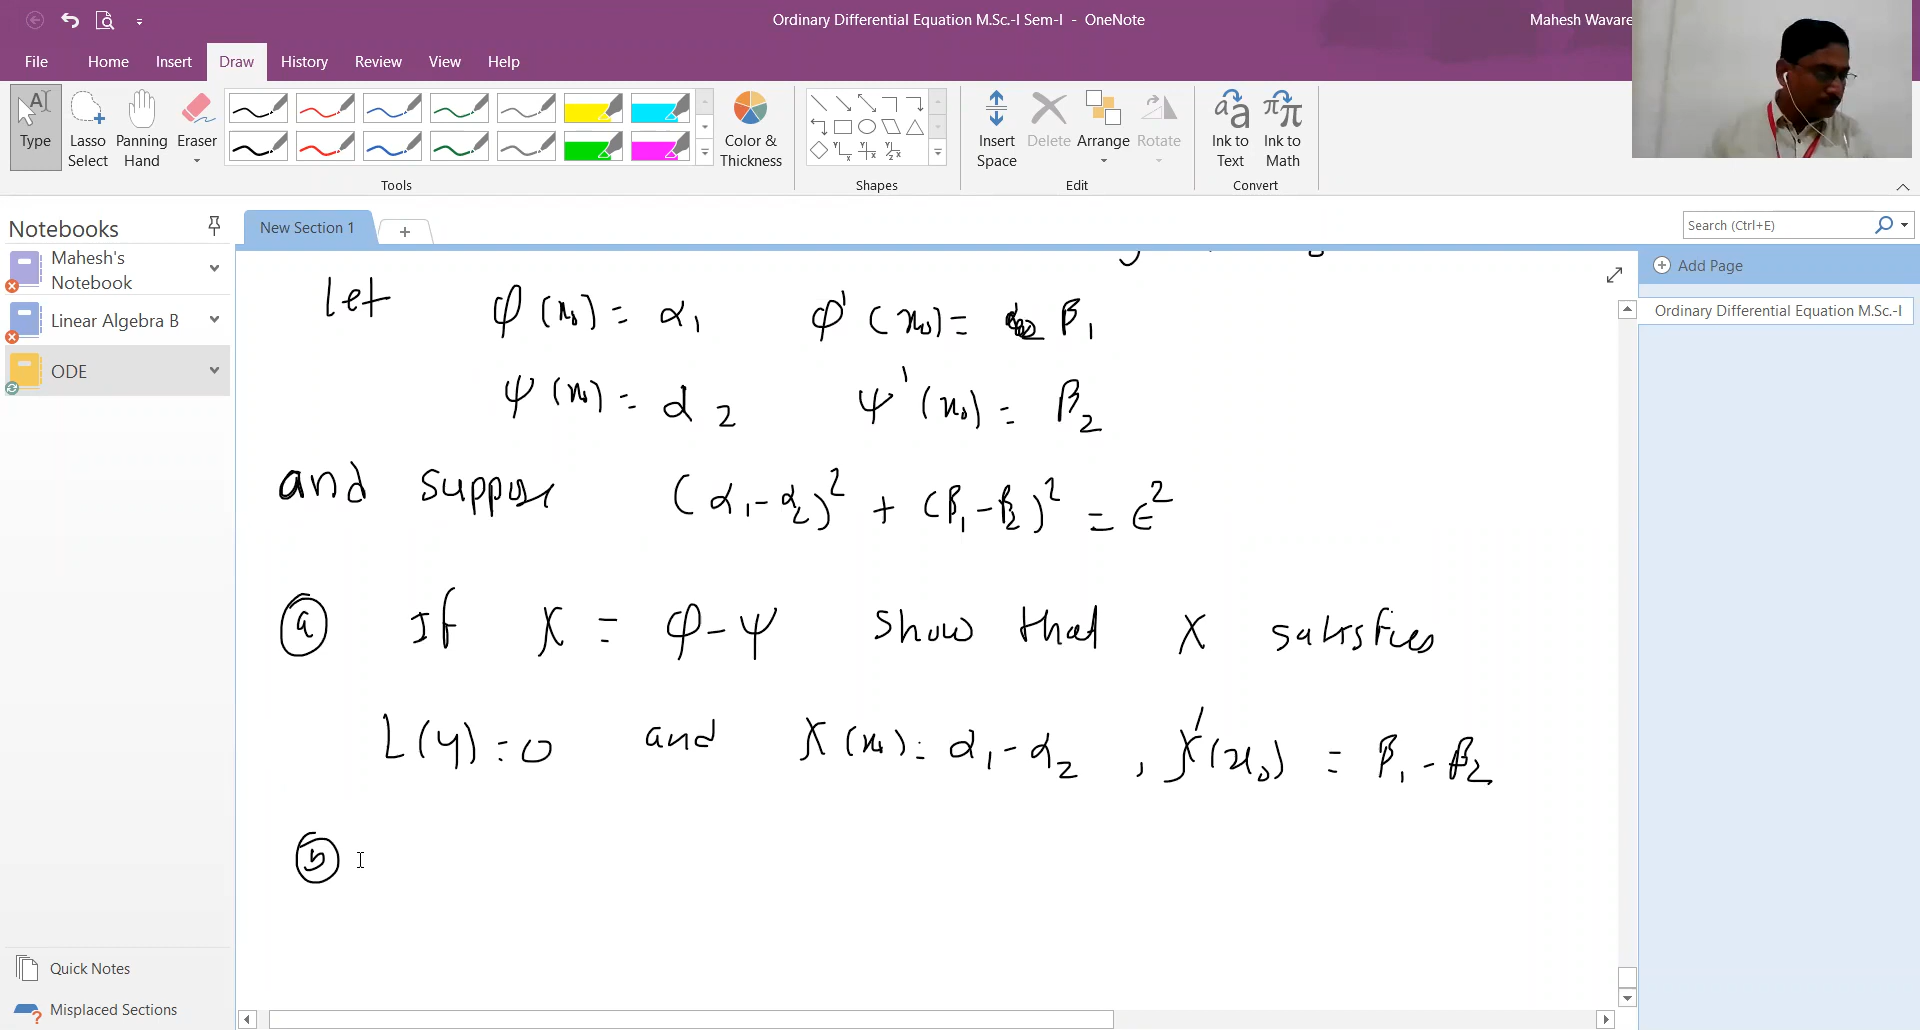 Ordinary Differential Equation M.Sc.-I Sem-I - OneNote
Mahesh Wavare
File Home Insert Draw History Review View Help
Type
Lasso Select
Panning Hand
Eraser
Color & Thickness
Insert Space
Delete
Arrange
Rotate
Ink to Text
Ink to Math
Tools
Shapes
Edit
Convert
Notebooks
New Section 1
Search (Ctrl+E)
Mahesh's Notebook
Linear Algebra B
ODE
Add Page
Ordinary Differential Equation M.Sc.-I
Let φ(x₀) = α₁ φ'(x₀) = β₁
ψ(x₀) = α₂ ψ'(x₀) = β₂
and suppose (α₁-α₂)² + (β₁-β₂)² = ε²
(a) If χ = φ-ψ show that χ satisfies
L(y)=0 and χ(x₀) = α₁-α₂ , χ'(x₀) = β₁-β₂
(b)
Quick Notes
Misplaced Sections